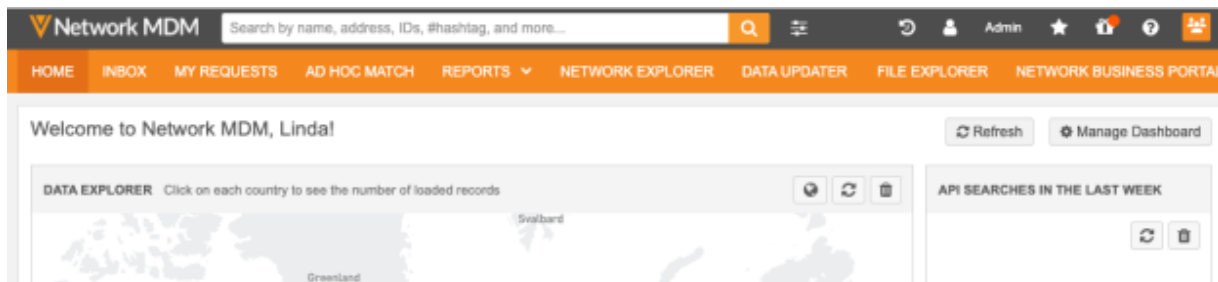 Network MDM Search by name, address, IDs, #hashtag, and more... Admin
HOME INBOX MY REQUESTS AD HOC MATCH REPORTS NETWORK EXPLORER DATA UPDATER FILE EXPLORER NETWORK BUSINESS PORTA
Welcome to Network MDM, Linda! Refresh Manage Dashboard
DATA EXPLORER Click on each country to see the number of loaded records API SEARCHES IN THE LAST WEEK
Svalbard
Greenland